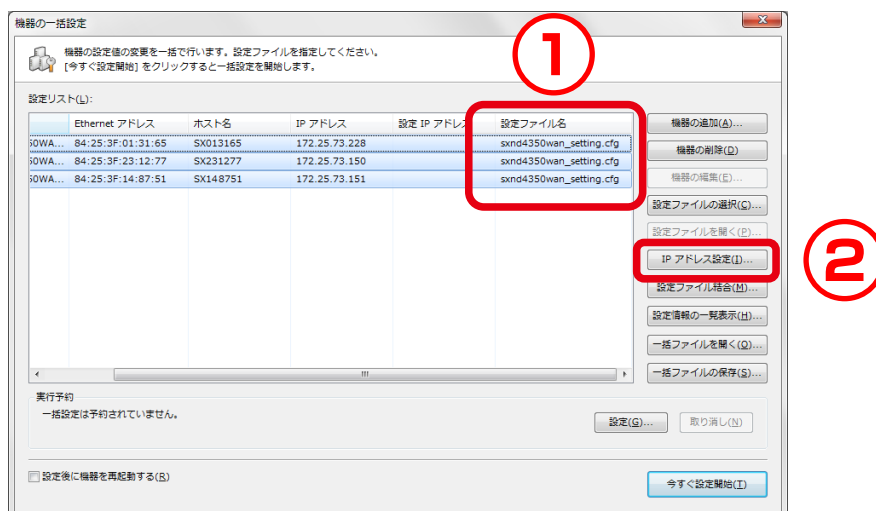 機器の一括設定
機器の設定値の変更を一括で行います。設定ファイルを指定してください。
[今すぐ設定開始] をクリックすると一括設定を開始します。
①
設定リスト(L):
Ethernet アドレス ホスト名 IP アドレス 設定 IP アドレス 設定ファイル名
50WA... 84:25:3F:01:31:65 SX013165 172.25.73.228 sxnd4350wan_setting.cfg
50WA... 84:25:3F:23:12:77 SX231277 172.25.73.150 sxnd4350wan_setting.cfg
50WA... 84:25:3F:14:87:51 SX148751 172.25.73.151 sxnd4350wan_setting.cfg
機器の追加(A)...
機器の削除(D)
機器の編集(E)...
設定ファイルの選択(C)...
設定ファイルを開く(P)...
IP アドレス設定(I)...
②
設定ファイル結合(M)...
設定情報の一覧表示(H)...
一括ファイルを開く(O)...
一括ファイルの保存(S)...
実行予約
一括設定は予約されていません。
設定(G)... 取り消し(N)
設定後に機器を再起動する(R)
今すぐ設定開始(T)